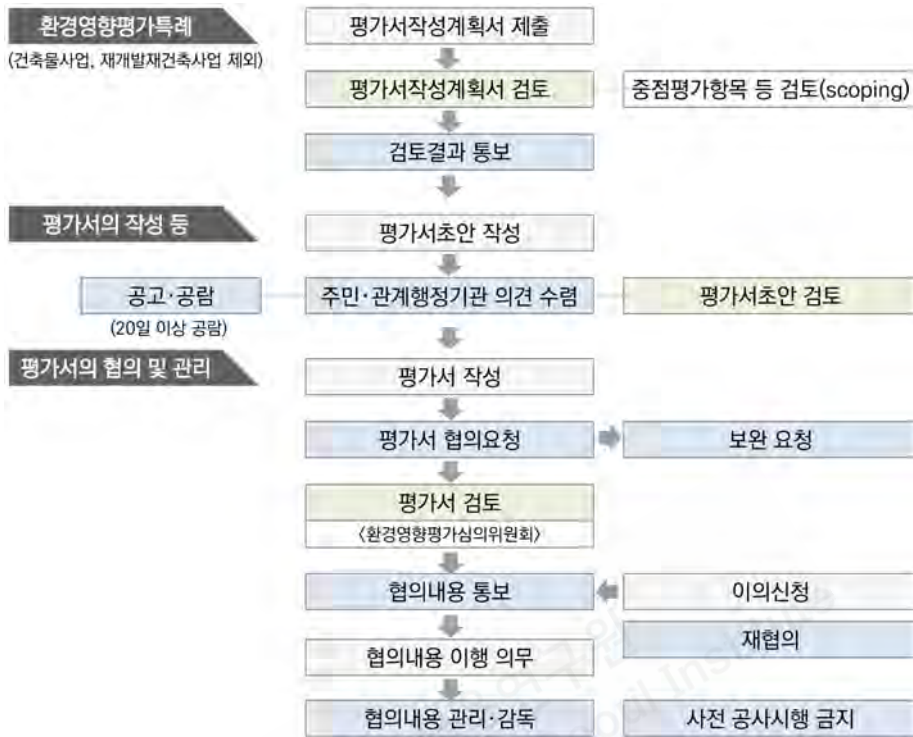 환경영향평가특례
(건축물사업, 재개발재건축사업 제외)
평가서작성계획서 제출
평가서작성계획서 검토
중점평가항목 등 검토(scoping)
검토결과 통보
평가서의 작성 등
평가서초안 작성
공고·공람
(20일 이상 공람)
주민·관계행정기관 의견 수렴
평가서초안 검토
평가서의 협의 및 관리
평가서 작성
평가서 협의요청
보완 요청
평가서 검토
〈환경영향평가심의위원회〉
협의내용 통보
이의신청
재협의
협의내용 이행 의무
협의내용 관리·감독
사전 공사시행 금지